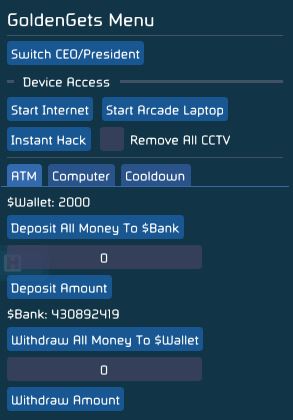 GoldenGets Menu
Switch CEO/President
Device Access
Start Internet Start Arcade Laptop
Instant Hack Remove All CCTV
ATM Computer Cooldown
$Wallet: 2000
Deposit All Money To $Bank
0
Deposit Amount
$Bank: 430892419
Withdraw All Money To $Wallet
0
Withdraw Amount